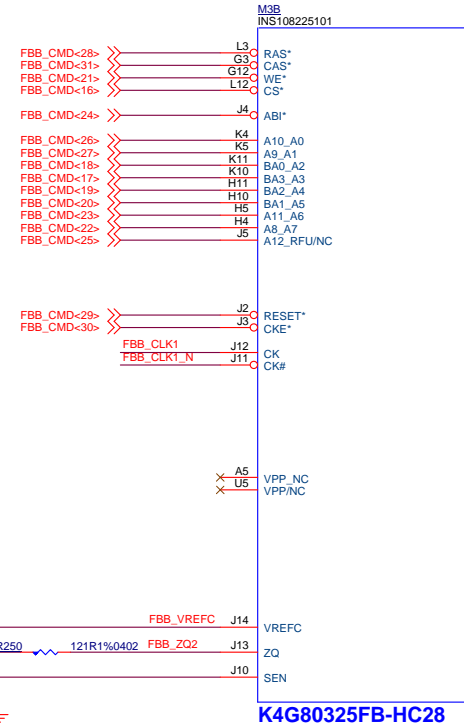 M3B
INS108225101
FBB_CMD<28> L3 RAS*
FBB_CMD<31> G3 CAS*
FBB_CMD<21> G12 WE*
FBB_CMD<16> L12 CS*
FBB_CMD<24> J4 ABI*
FBB_CMD<26> K4 A10_A0
FBB_CMD<27> K5 A9_A1
FBB_CMD<18> K11 BA0_A2
FBB_CMD<17> K10 BA3_A3
FBB_CMD<19> H11 BA2_A4
FBB_CMD<20> H10 BA1_A5
FBB_CMD<23> H5 A11_A6
FBB_CMD<22> H4 A8_A7
FBB_CMD<25> J5 A12_RFU/NC
FBB_CMD<29> J2 RESET*
FBB_CMD<30> J3 CKE*
FBB_CLK1 J12 CK
FBB_CLK1_N J11 CK#
A5 VPP_NC
U5 VPP/NC
FBB_VREFC J14 VREFC
R250 121R1%0402 FBB_ZQ2 J13 ZQ
J10 SEN
K4G80325FB-HC28